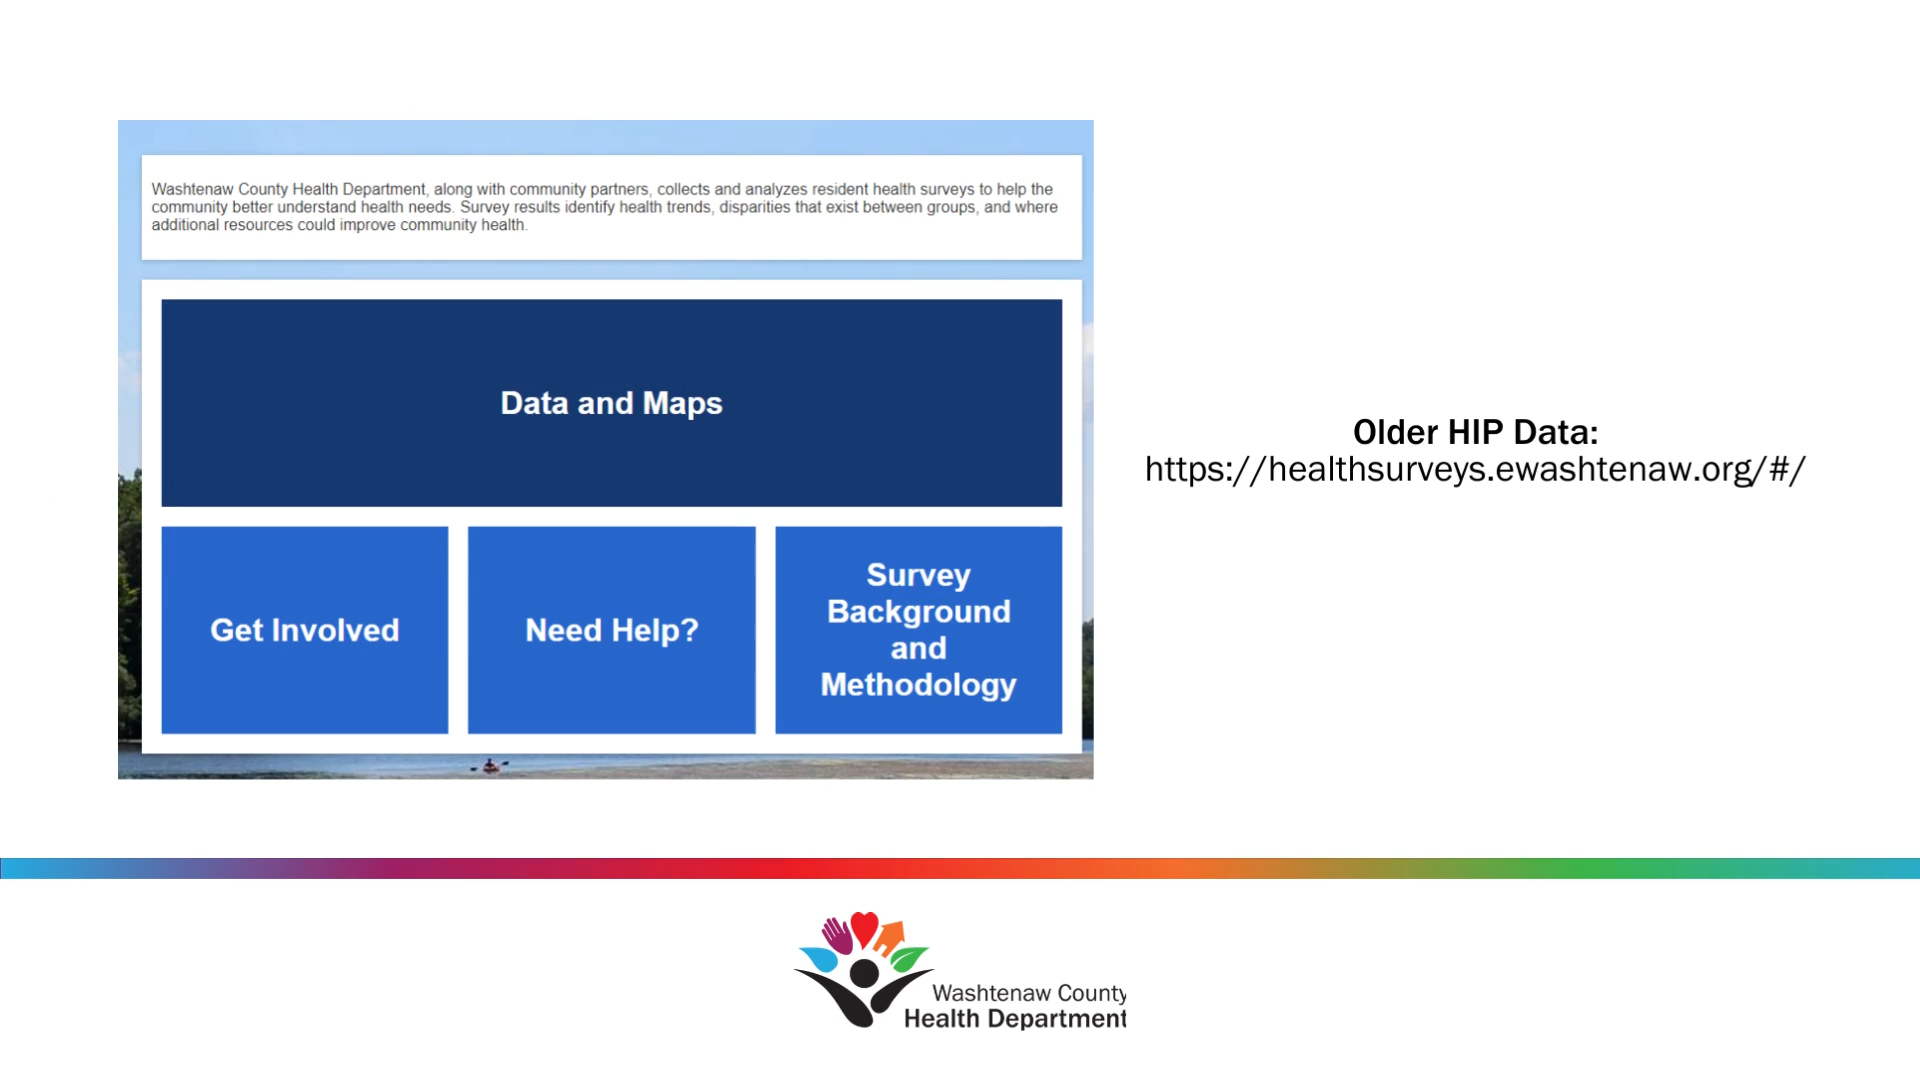 Washtenaw County Health Department, along with community partners, collects and analyzes resident health surveys to help the
community better understand health needs. Survey results identify health trends, disparities that exist between groups, and where
additional resources could improve community health.
Data and Maps
Get Involved
Need Help?
Survey
Background
and
Methodology
Older HIP Data:
https://healthsurveys.ewashtenaw.org/#/
Washtenaw County
Health Department